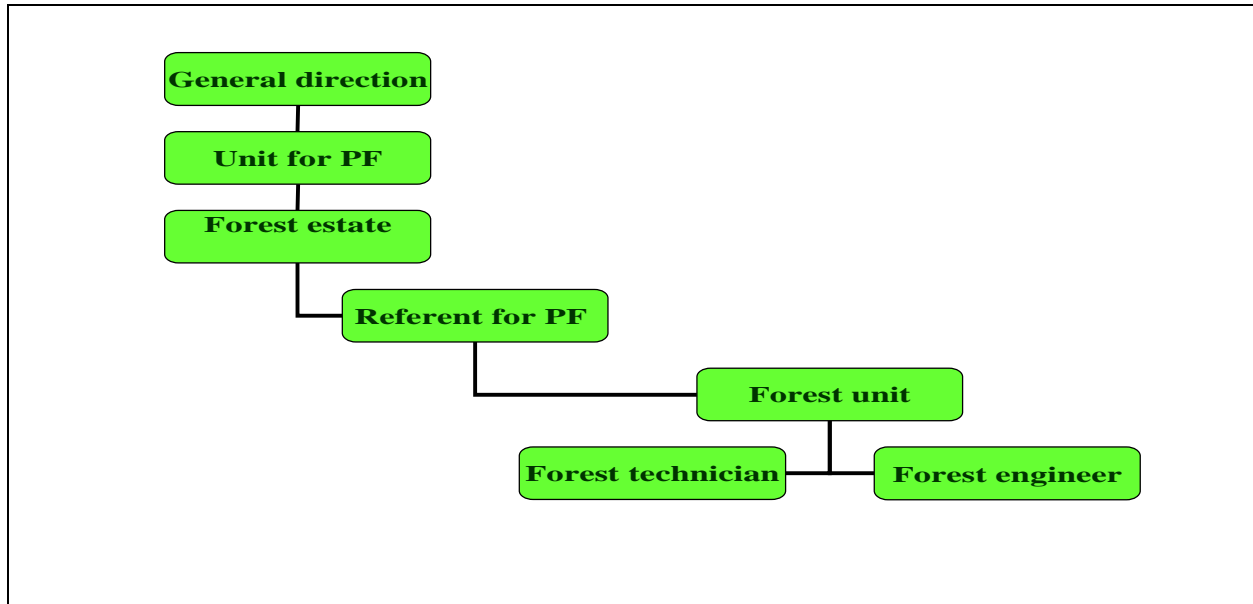 General direction
Unit for PF
Forest estate
Referent for PF
Forest unit
Forest technician
Forest engineer